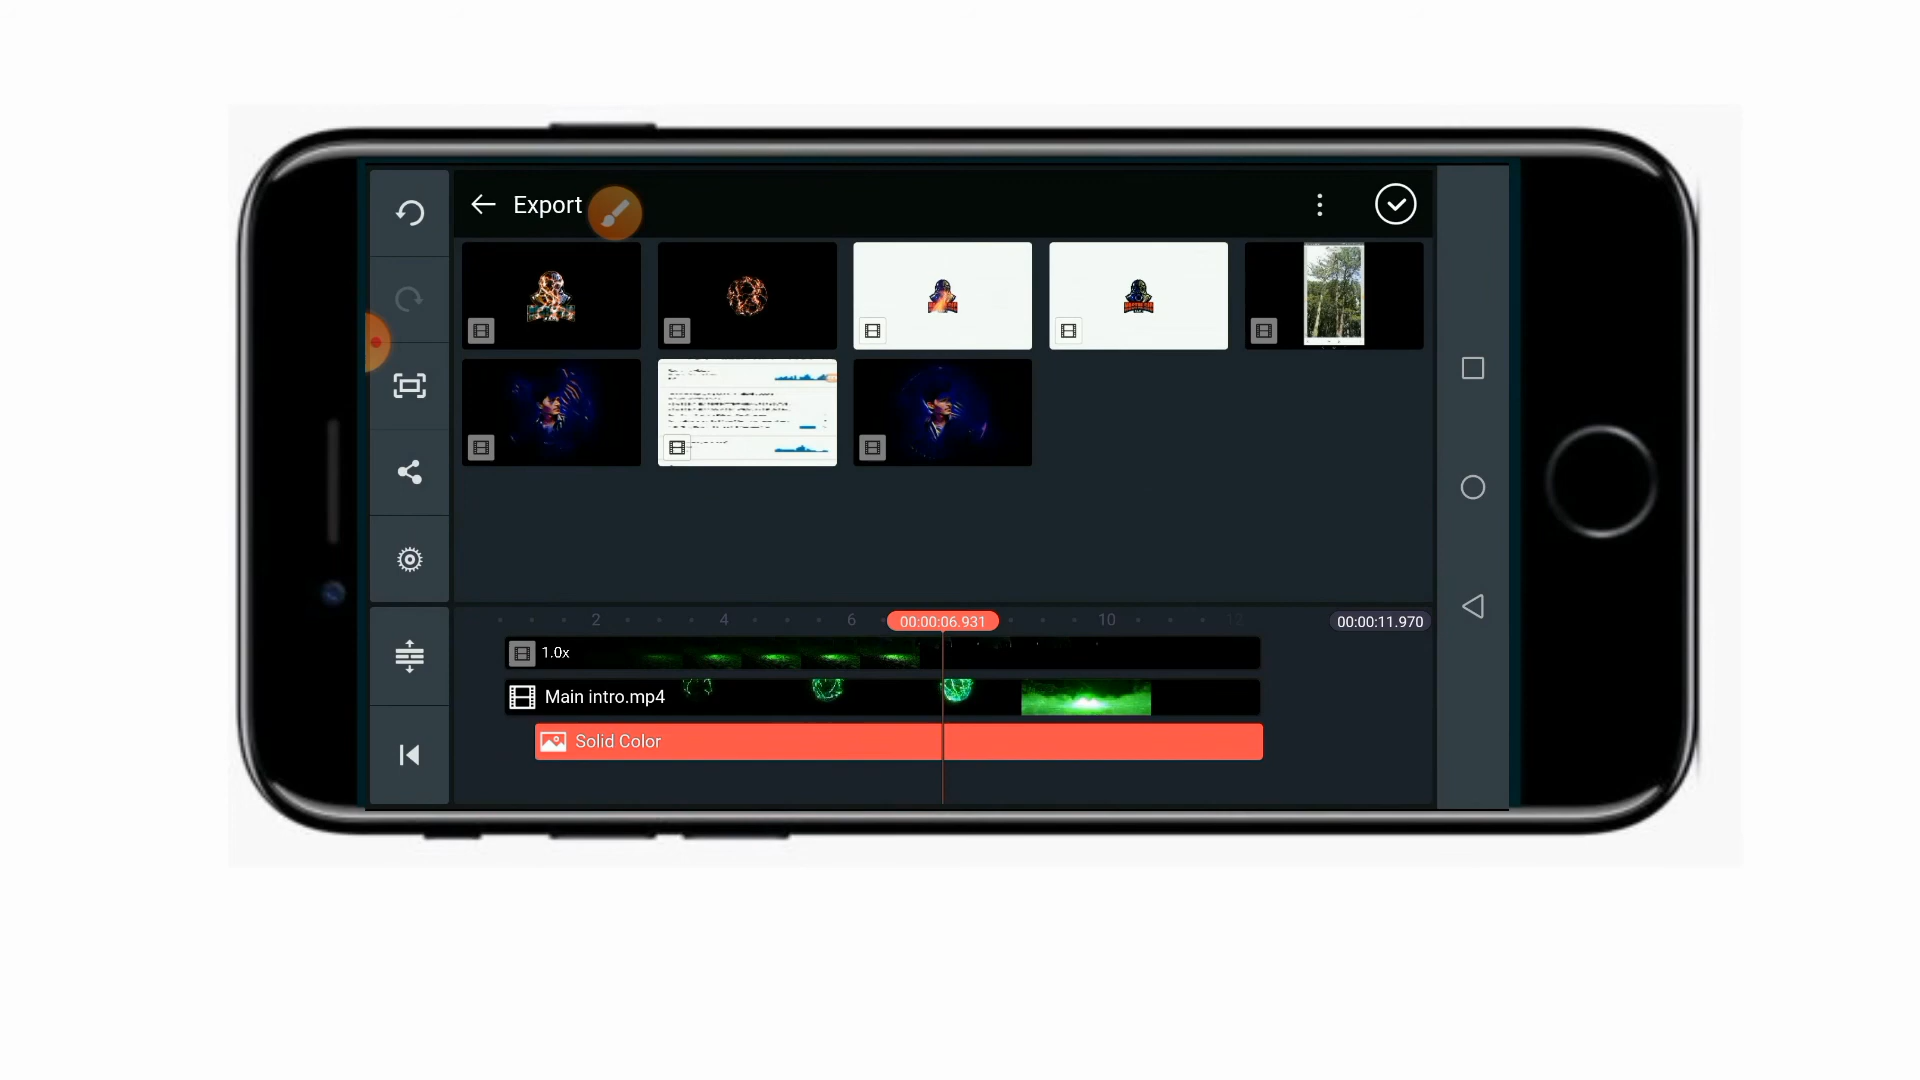 Export
2 4 6 00:00:06.931 10 12 00:00:11.970
1.0x
Main intro.mp4
Solid Color